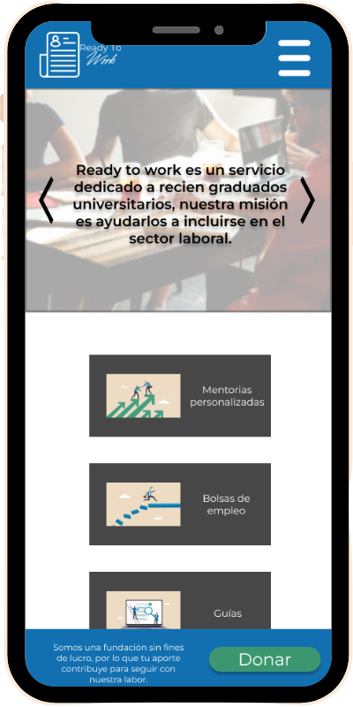 Ready To
Work
Ready to work es un servicio
dedicado a recien graduados
universitarios, nuestra misión
es ayudarlos a incluirse en el
sector laboral.
Mentorias
personalizadas
Bolsas de
empleo
Guías
Somos una fundación sin fines
de lucro, por lo que tu aporte
contribuye para seguir con
nuestra labor.
Donar